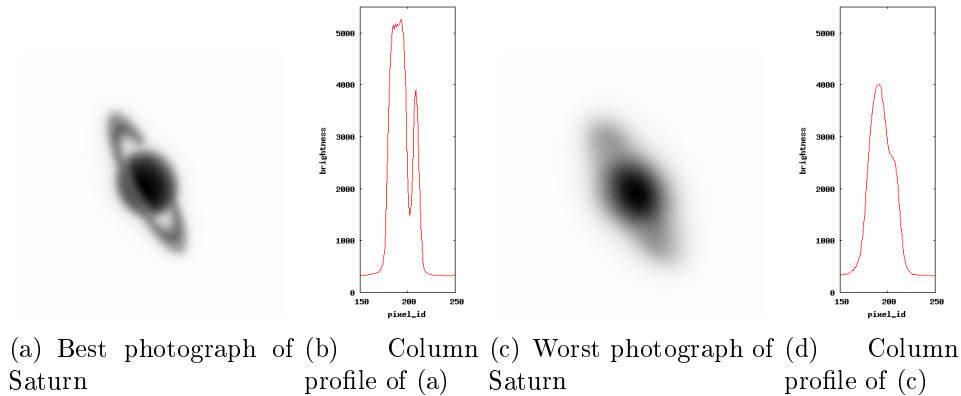 5000
4000
3000
2000
1000
0
brightness
150 200 250
pixel_id
5000
4000
3000
2000
1000
0
brightness
150 200 250
pixel_id
(a) Best photograph of Saturn
(b) Column profile of (a)
(c) Worst photograph of Saturn
(d) Column profile of (c)